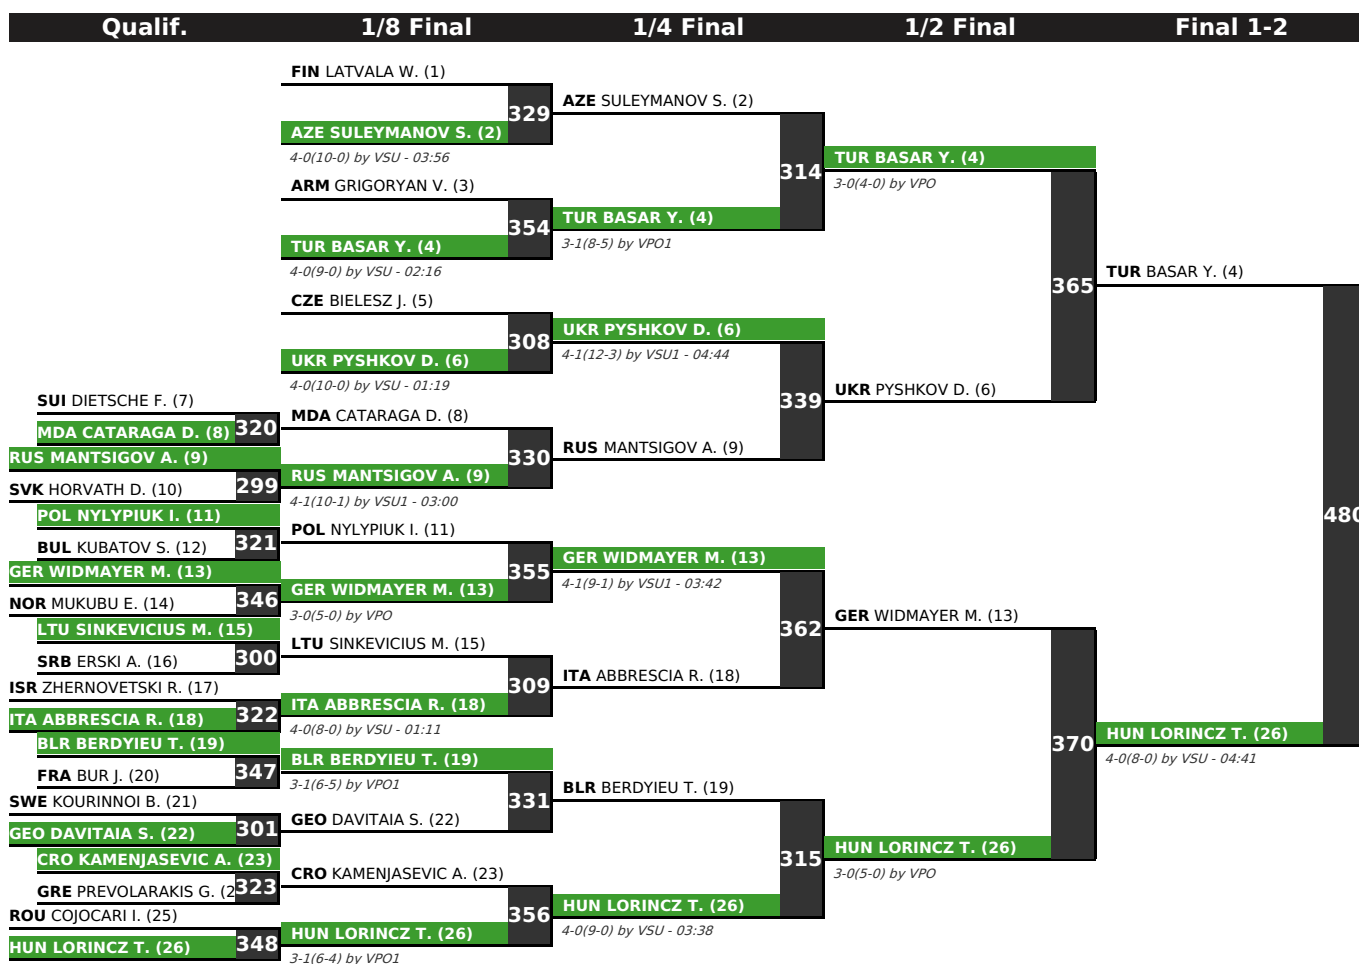 Qualif.
1/8 Final
1/4 Final
1/2 Final
Final 1-2
SUI DIETSCHE F. (7)
MDA CATARAGA D. (8)
320
RUS MANTSIGOV A. (9)
SVK HORVATH D. (10)
299
POL NYLYPIUK I. (11)
BUL KUBATOV S. (12)
321
GER WIDMAYER M. (13)
NOR MUKUBU E. (14)
346
LTU SINKEVICIUS M. (15)
SRB ERSKI A. (16)
300
ISR ZHERNOVETSKI R. (17)
ITA ABBRESCIA R. (18)
322
BLR BERDYIEU T. (19)
FRA BUR J. (20)
347
SWE KOURINNOI B. (21)
GEO DAVITAIA S. (22)
301
CRO KAMENJASEVIC A. (23)
GRE PREVOLARAKIS G. (2
323
ROU COJOCARI I. (25)
HUN LORINCZ T. (26)
348
FIN LATVALA W. (1)
329
AZE SULEYMANOV S. (2)
4-0(10-0) by VSU - 03:56
ARM GRIGORYAN V. (3)
354
TUR BASAR Y. (4)
4-0(9-0) by VSU - 02:16
CZE BIELESZ J. (5)
308
UKR PYSHKOV D. (6)
4-0(10-0) by VSU - 01:19
MDA CATARAGA D. (8)
330
RUS MANTSIGOV A. (9)
4-1(10-1) by VSU1 - 03:00
POL NYLYPIUK I. (11)
355
GER WIDMAYER M. (13)
3-0(5-0) by VPO
LTU SINKEVICIUS M. (15)
309
ITA ABBRESCIA R. (18)
4-0(8-0) by VSU - 01:11
BLR BERDYIEU T. (19)
3-1(6-5) by VPO1
331
GEO DAVITAIA S. (22)
CRO KAMENJASEVIC A. (23)
356
HUN LORINCZ T. (26)
3-1(6-4) by VPO1
AZE SULEYMANOV S. (2)
314
TUR BASAR Y. (4)
3-1(8-5) by VPO1
UKR PYSHKOV D. (6)
4-1(12-3) by VSU1 - 04:44
339
RUS MANTSIGOV A. (9)
GER WIDMAYER M. (13)
4-1(9-1) by VSU1 - 03:42
362
ITA ABBRESCIA R. (18)
BLR BERDYIEU T. (19)
315
HUN LORINCZ T. (26)
4-0(9-0) by VSU - 03:38
TUR BASAR Y. (4)
3-0(4-0) by VPO
365
UKR PYSHKOV D. (6)
GER WIDMAYER M. (13)
370
HUN LORINCZ T. (26)
3-0(5-0) by VPO
TUR BASAR Y. (4)
480
HUN LORINCZ T. (26)
4-0(8-0) by VSU - 04:41